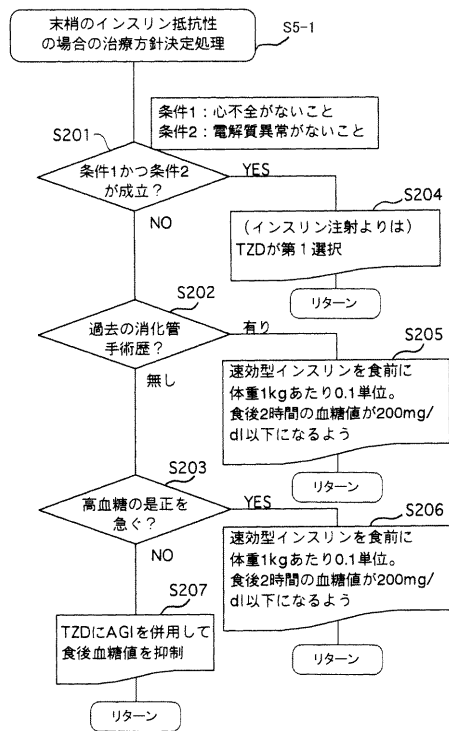 末梢のインスリン抵抗性
の場合の治療方針決定処理
S5-1
条件1：心不全がないこと
条件2：電解質異常がないこと
S201
条件1かつ条件2
が成立？
YES
NO
S204
（インスリン注射よりは）
TZDが第1選択
リターン
S202
過去の消化管
手術歴？
有り
無し
S205
速効型インスリンを食前に
体重1kgあたり0.1単位。
食後2時間の血糖値が200mg/
dl以下になるよう
リターン
S203
高血糖の是正を
急ぐ？
YES
NO
S206
速効型インスリンを食前に
体重1kgあたり0.1単位。
食後2時間の血糖値が200mg/
dl以下になるよう
リターン
S207
TZDにAGIを併用して
食後血糖値を抑制
リターン